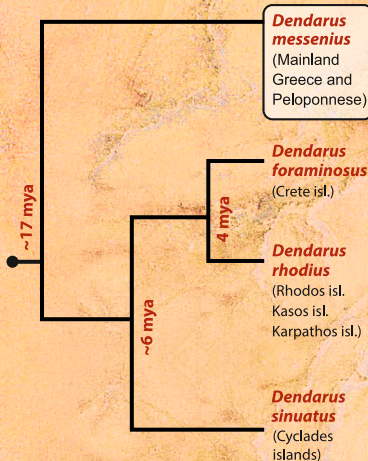 Dendarus
messenius
(Mainland
Greece and
Peloponnese)
Dendarus
foraminosus
(Crete isl.)
~17 mya
4 mya
Dendarus
rhodius
(Rhodos isl.
Kasos isl.
Karpathos isl.)
~6 mya
Dendarus
sinuatus
(Cyclades
islands)